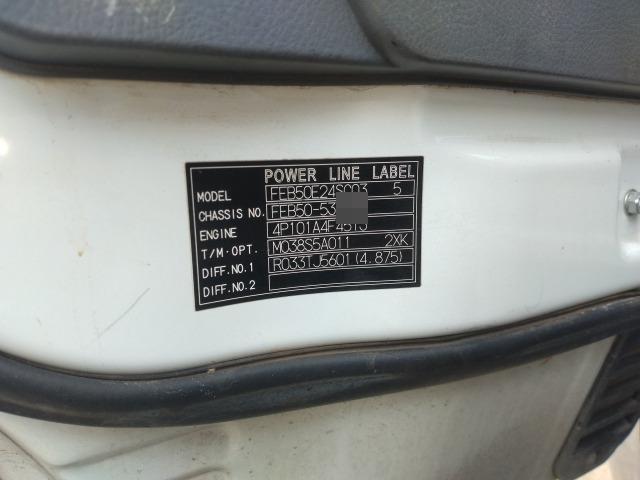 POWER LINE LABEL
MODEL FEB50E24SC03 5
CHASSIS NO. FEB50-53
ENGINE 4P101A4F4513
T/M·OPT. M038S5A011 2XK
DIFF.NO.1 R033TJ5601(4.875)
DIFF.NO.2